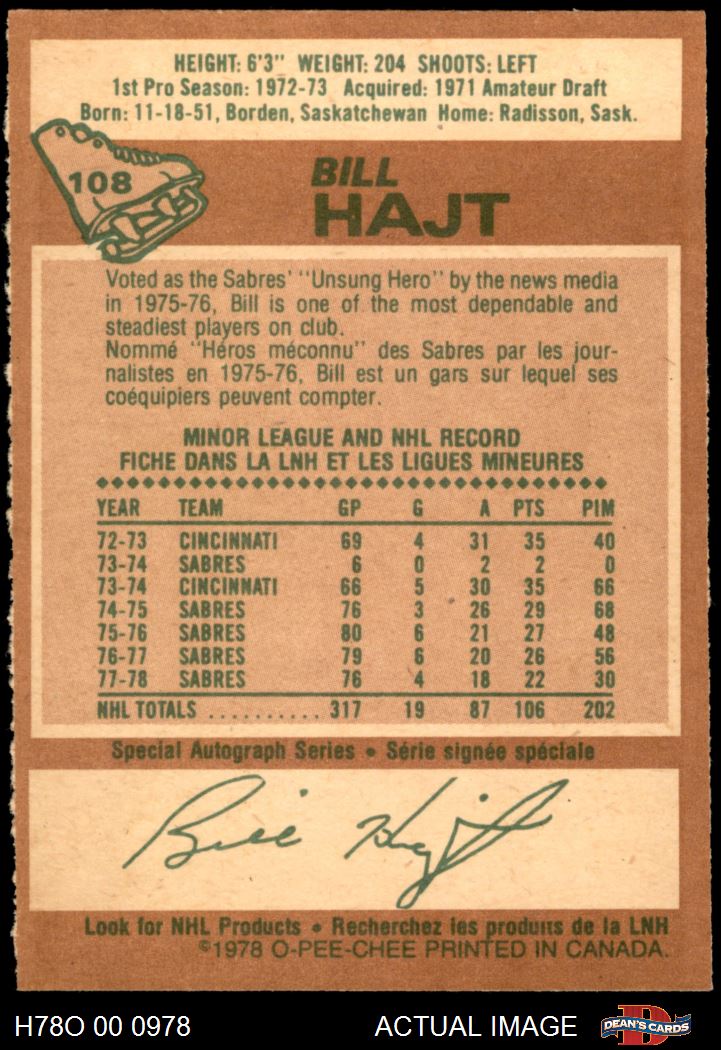 HEIGHT: 6'3" WEIGHT: 204 SHOOTS: LEFT
1st Pro Season: 1972-73 Acquired: 1971 Amateur Draft
Born: 11-18-51, Borden, Saskatchewan Home: Radisson, Sask.
108
BILL
HAJT
Voted as the Sabres' "Unsung Hero" by the news media
in 1975-76, Bill is one of the most dependable and
steadiest players on club.
Nommé "Héros méconnu" des Sabres par les jour-
nalistes en 1975-76, Bill est un gars sur lequel ses
coéquipiers peuvent compter.
MINOR LEAGUE AND NHL RECORD
FICHE DANS LA LNH ET LES LIGUES MINEURES
YEAR TEAM GP G A PTS PIM
72-73 CINCINNATI 69 4 31 35 40
73-74 SABRES 6 0 2 2 0
73-74 CINCINNATI 66 5 30 35 66
74-75 SABRES 76 3 26 29 68
75-76 SABRES 80 6 21 27 48
76-77 SABRES 79 6 20 26 56
77-78 SABRES 76 4 18 22 30
NHL TOTALS .......... 317 19 87 106 202
Special Autograph Series • Série signée spéciale
Bill Hajt
Look for NHL Products • Recherchez les produits de la LNH
©1978 O-PEE-CHEE PRINTED IN CANADA.
H78O 00 0978 ACTUAL IMAGE DEAN'S CARDS